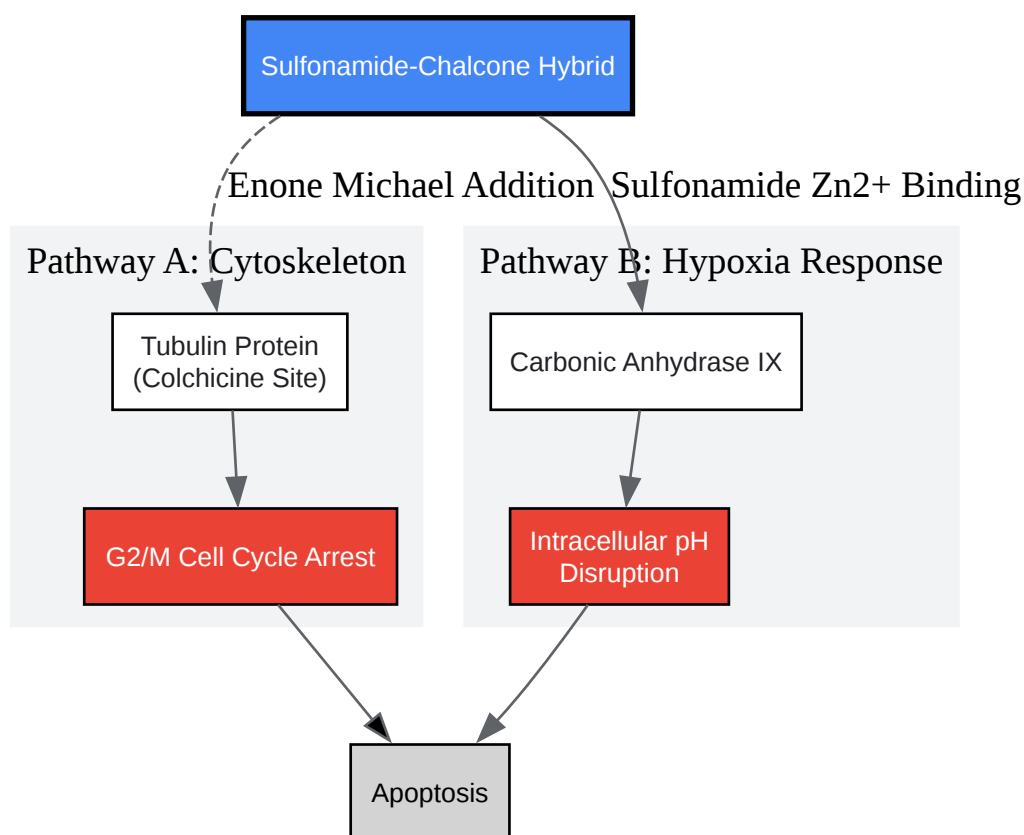 Sulfonamide-Chalcone Hybrid
Enone Michael Addition
Sulfonamide Zn2+ Binding
Pathway A: Cytoskeleton
Pathway B: Hypoxia Response
Tubulin Protein
(Colchicine Site)
Carbonic Anhydrase IX
G2/M Cell Cycle Arrest
Intracellular pH
Disruption
Apoptosis